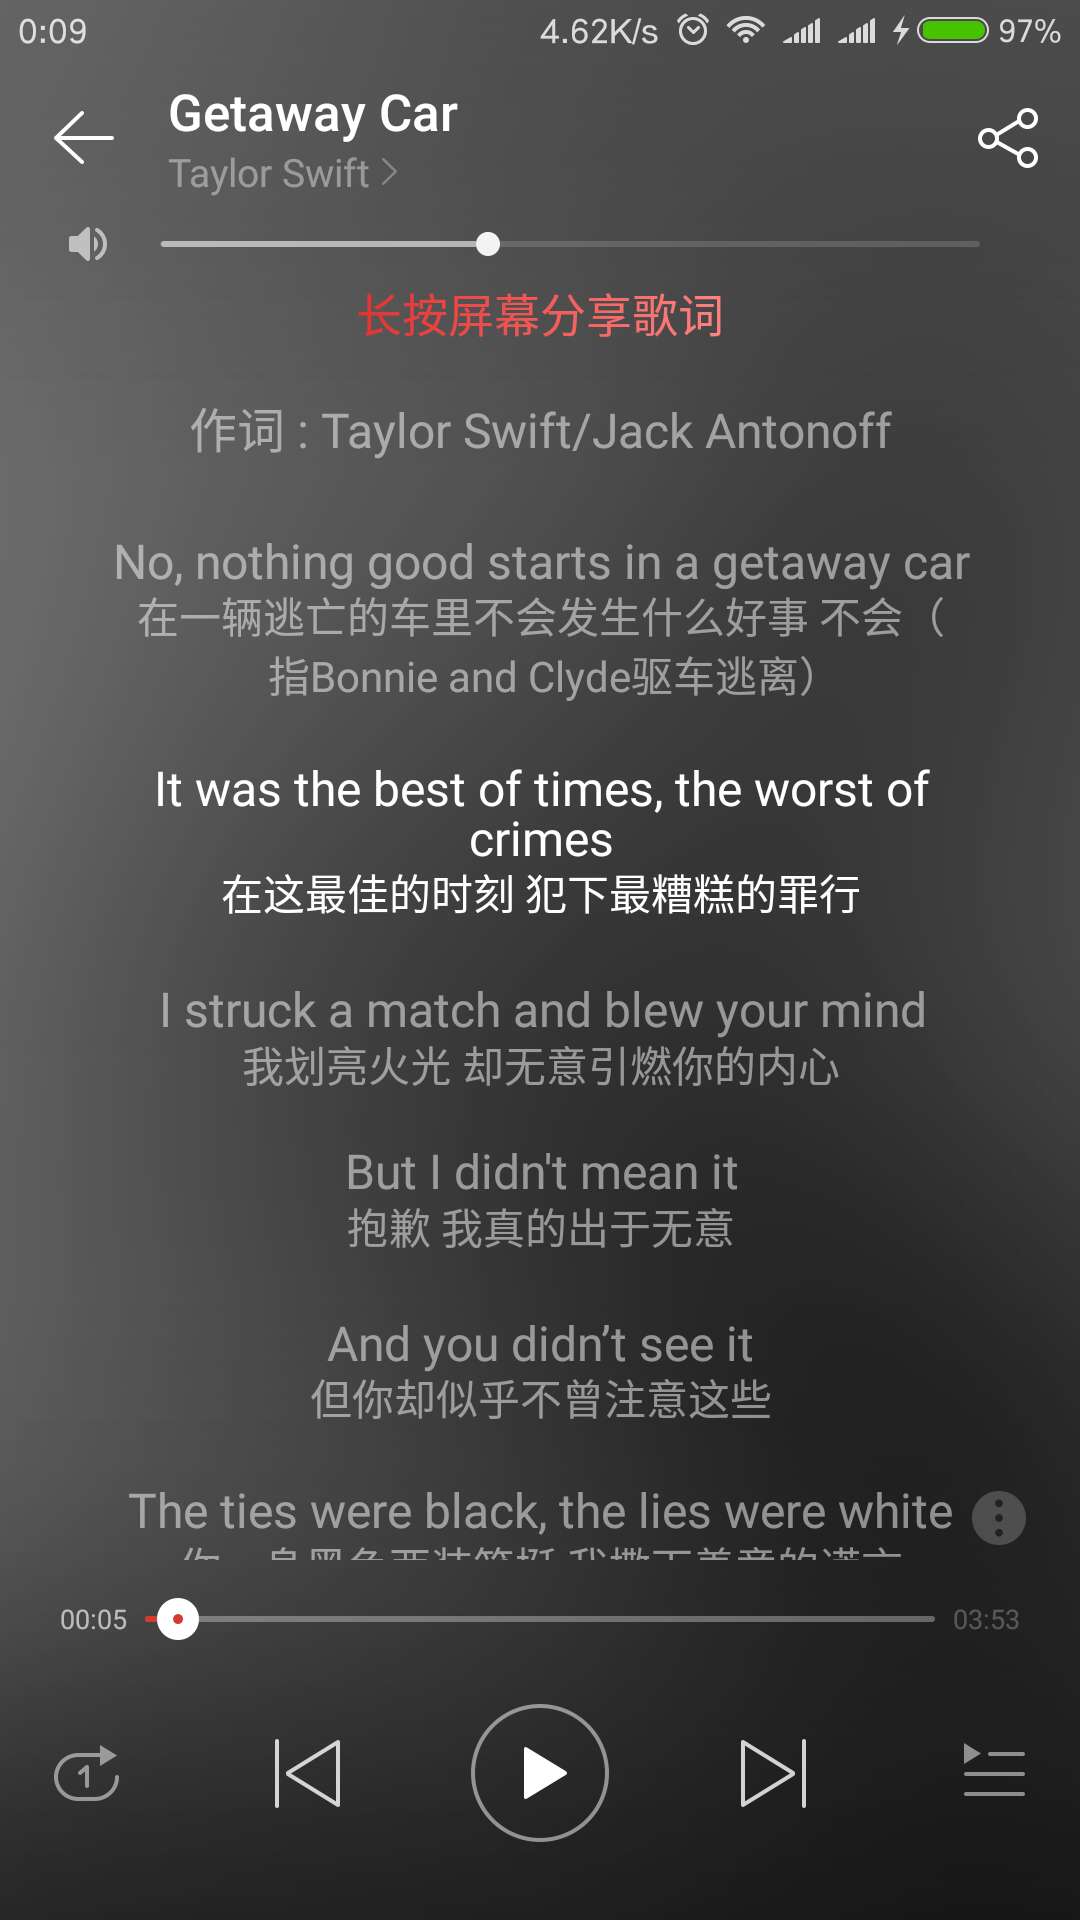 0:09 4.62K/s 97%
Getaway Car
Taylor Swift
长按屏幕分享歌词
作词 : Taylor Swift/Jack Antonoff
No, nothing good starts in a getaway car
在一辆逃亡的车里不会发生什么好事 不会（
指Bonnie and Clyde驱车逃离）
It was the best of times, the worst of
crimes
在这最佳的时刻 犯下最糟糕的罪行
I struck a match and blew your mind
我划亮火光 却无意引燃你的内心
But I didn't mean it
抱歉 我真的出于无意
And you didn’t see it
但你却似乎不曾注意这些
The ties were black, the lies were white
00:05 03:53
1